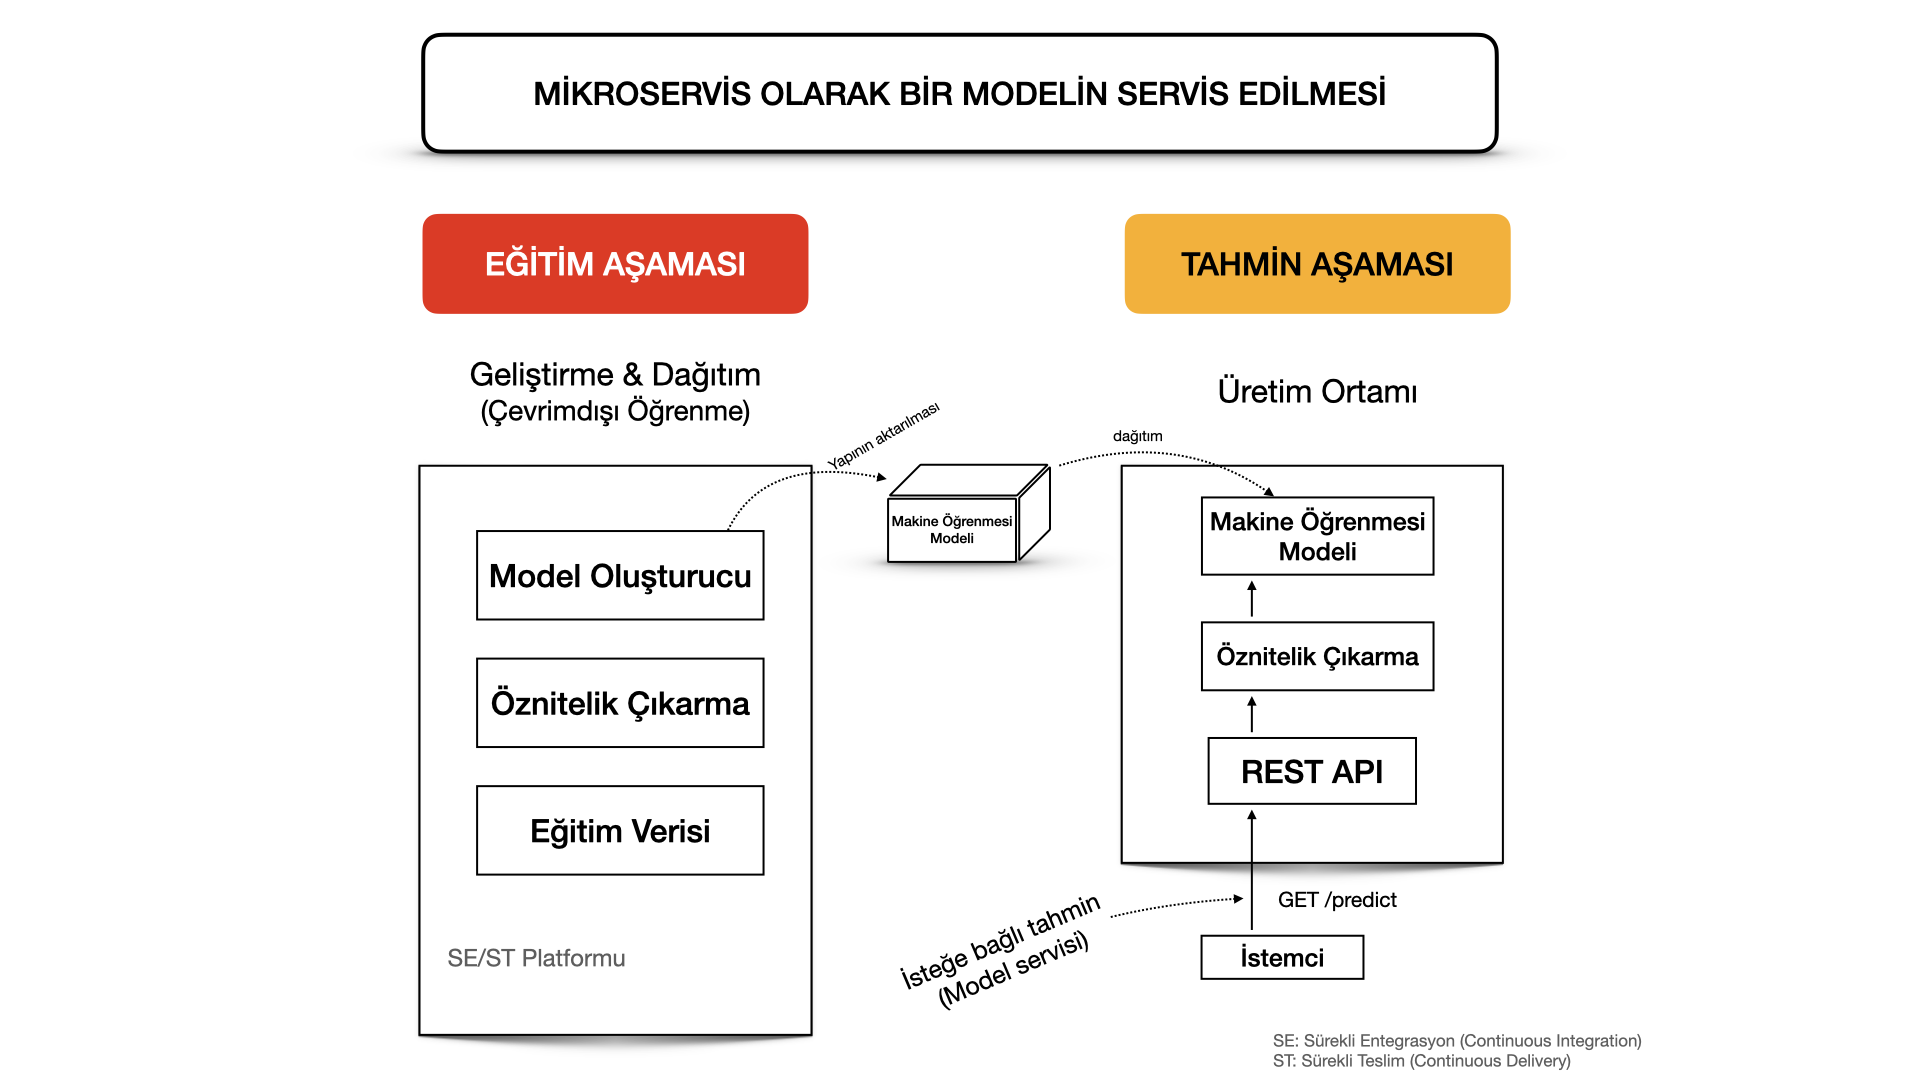 MİKROSERVİS OLARAK BİR MODELİN SERVİS EDİLMESİ
EĞİTİM AŞAMASI
TAHMİN AŞAMASI
Geliştirme & Dağıtım
(Çevrimdışı Öğrenme)
Üretim Ortamı
Yapının aktarılması
dağıtım
Makine Öğrenmesi
Modeli
Model Oluşturucu
Öznitelik Çıkarma
Eğitim Verisi
SE/ST Platformu
Makine Öğrenmesi
Modeli
Öznitelik Çıkarma
REST API
GET /predict
İsteğe bağlı tahmin
(Model servisi)
İstemci
SE: Sürekli Entegrasyon (Continuous Integration)
ST: Sürekli Teslim (Continuous Delivery)